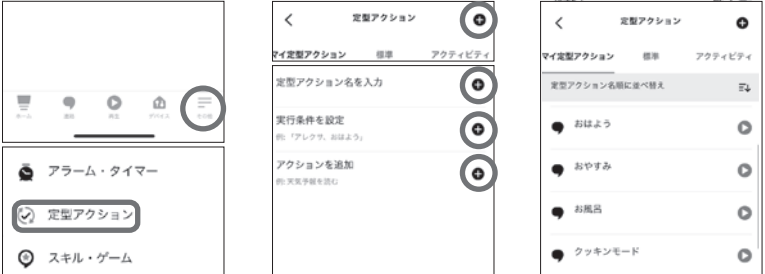 ホーム 通信 再生 デバイス その他
アラーム・タイマー
定型アクション
スキル・ゲーム
定型アクション
マイ定型アクション 標準 アクティビティ
定型アクション名を入力
実行条件を設定
例: 「アレクサ、おはよう」
アクションを追加
例: 天気予報を読む
定型アクション
マイ定型アクション 標準 アクティビティ
定型アクション名順に並べ替え
おはよう
おやすみ
お風呂
クッキンモード